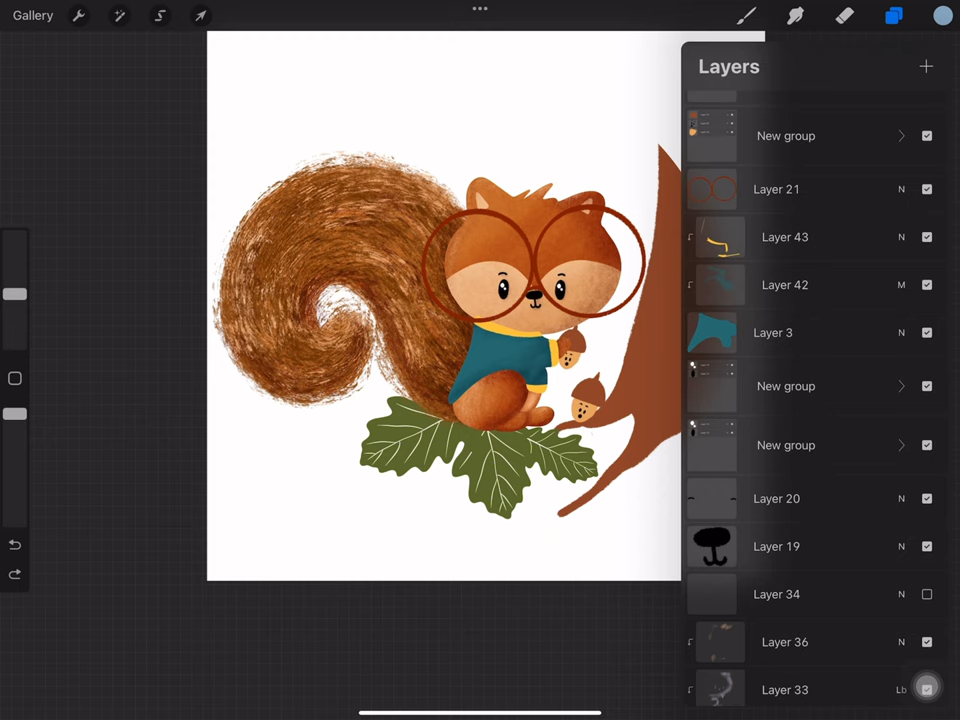 Gallery
Layers
New group
Layer 21 N
Layer 43 N
Layer 42 M
Layer 3 N
New group
New group
Layer 20 N
Layer 19 N
Layer 34 N
Layer 36 N
Layer 33 Lb